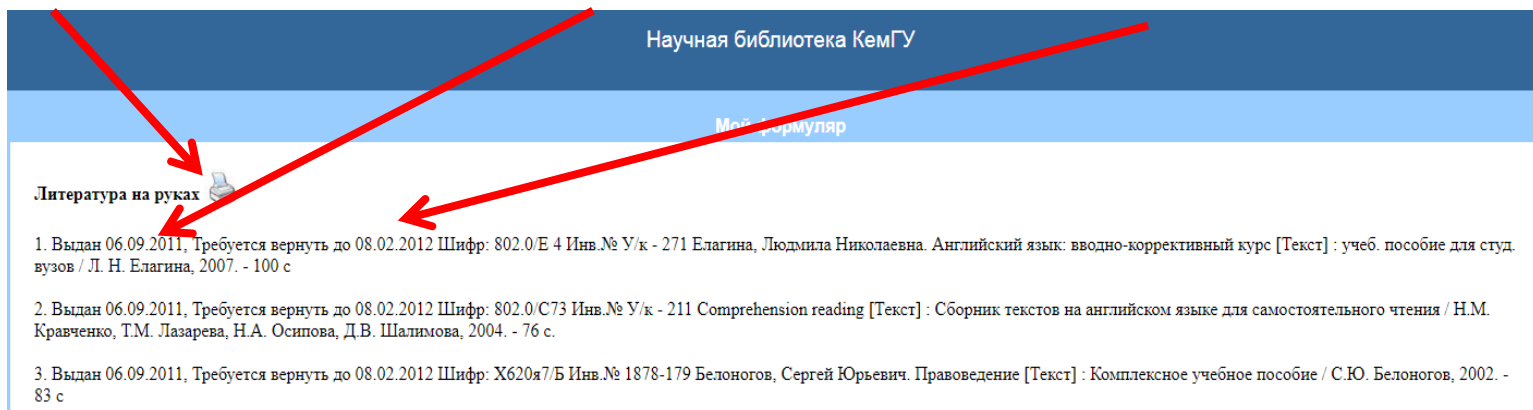 Научная библиотека КемГУ
Мой формуляр
Литература на руках
1. Выдан 06.09.2011, Требуется вернуть до 08.02.2012 Шифр: 802.0/Е 4 Инв.№ У/к - 271 Елагина, Людмила Николаевна. Английский язык: вводно-коррективный курс [Текст] : учеб. пособие для студ.
вузов / Л. Н. Елагина, 2007. - 100 с
2. Выдан 06.09.2011, Требуется вернуть до 08.02.2012 Шифр: 802.0/С73 Инв.№ У/к - 211 Comprehension reading [Текст] : Сборник текстов на английском языке для самостоятельного чтения / Н.М.
Кравченко, Т.М. Лазарева, Н.А. Осипова, Д.В. Шалимова, 2004. - 76 с.
3. Выдан 06.09.2011, Требуется вернуть до 08.02.2012 Шифр: Х620я7/Б Инв.№ 1878-179 Белоногов, Сергей Юрьевич. Правоведение [Текст] : Комплексное учебное пособие / С.Ю. Белоногов, 2002. -
83 с